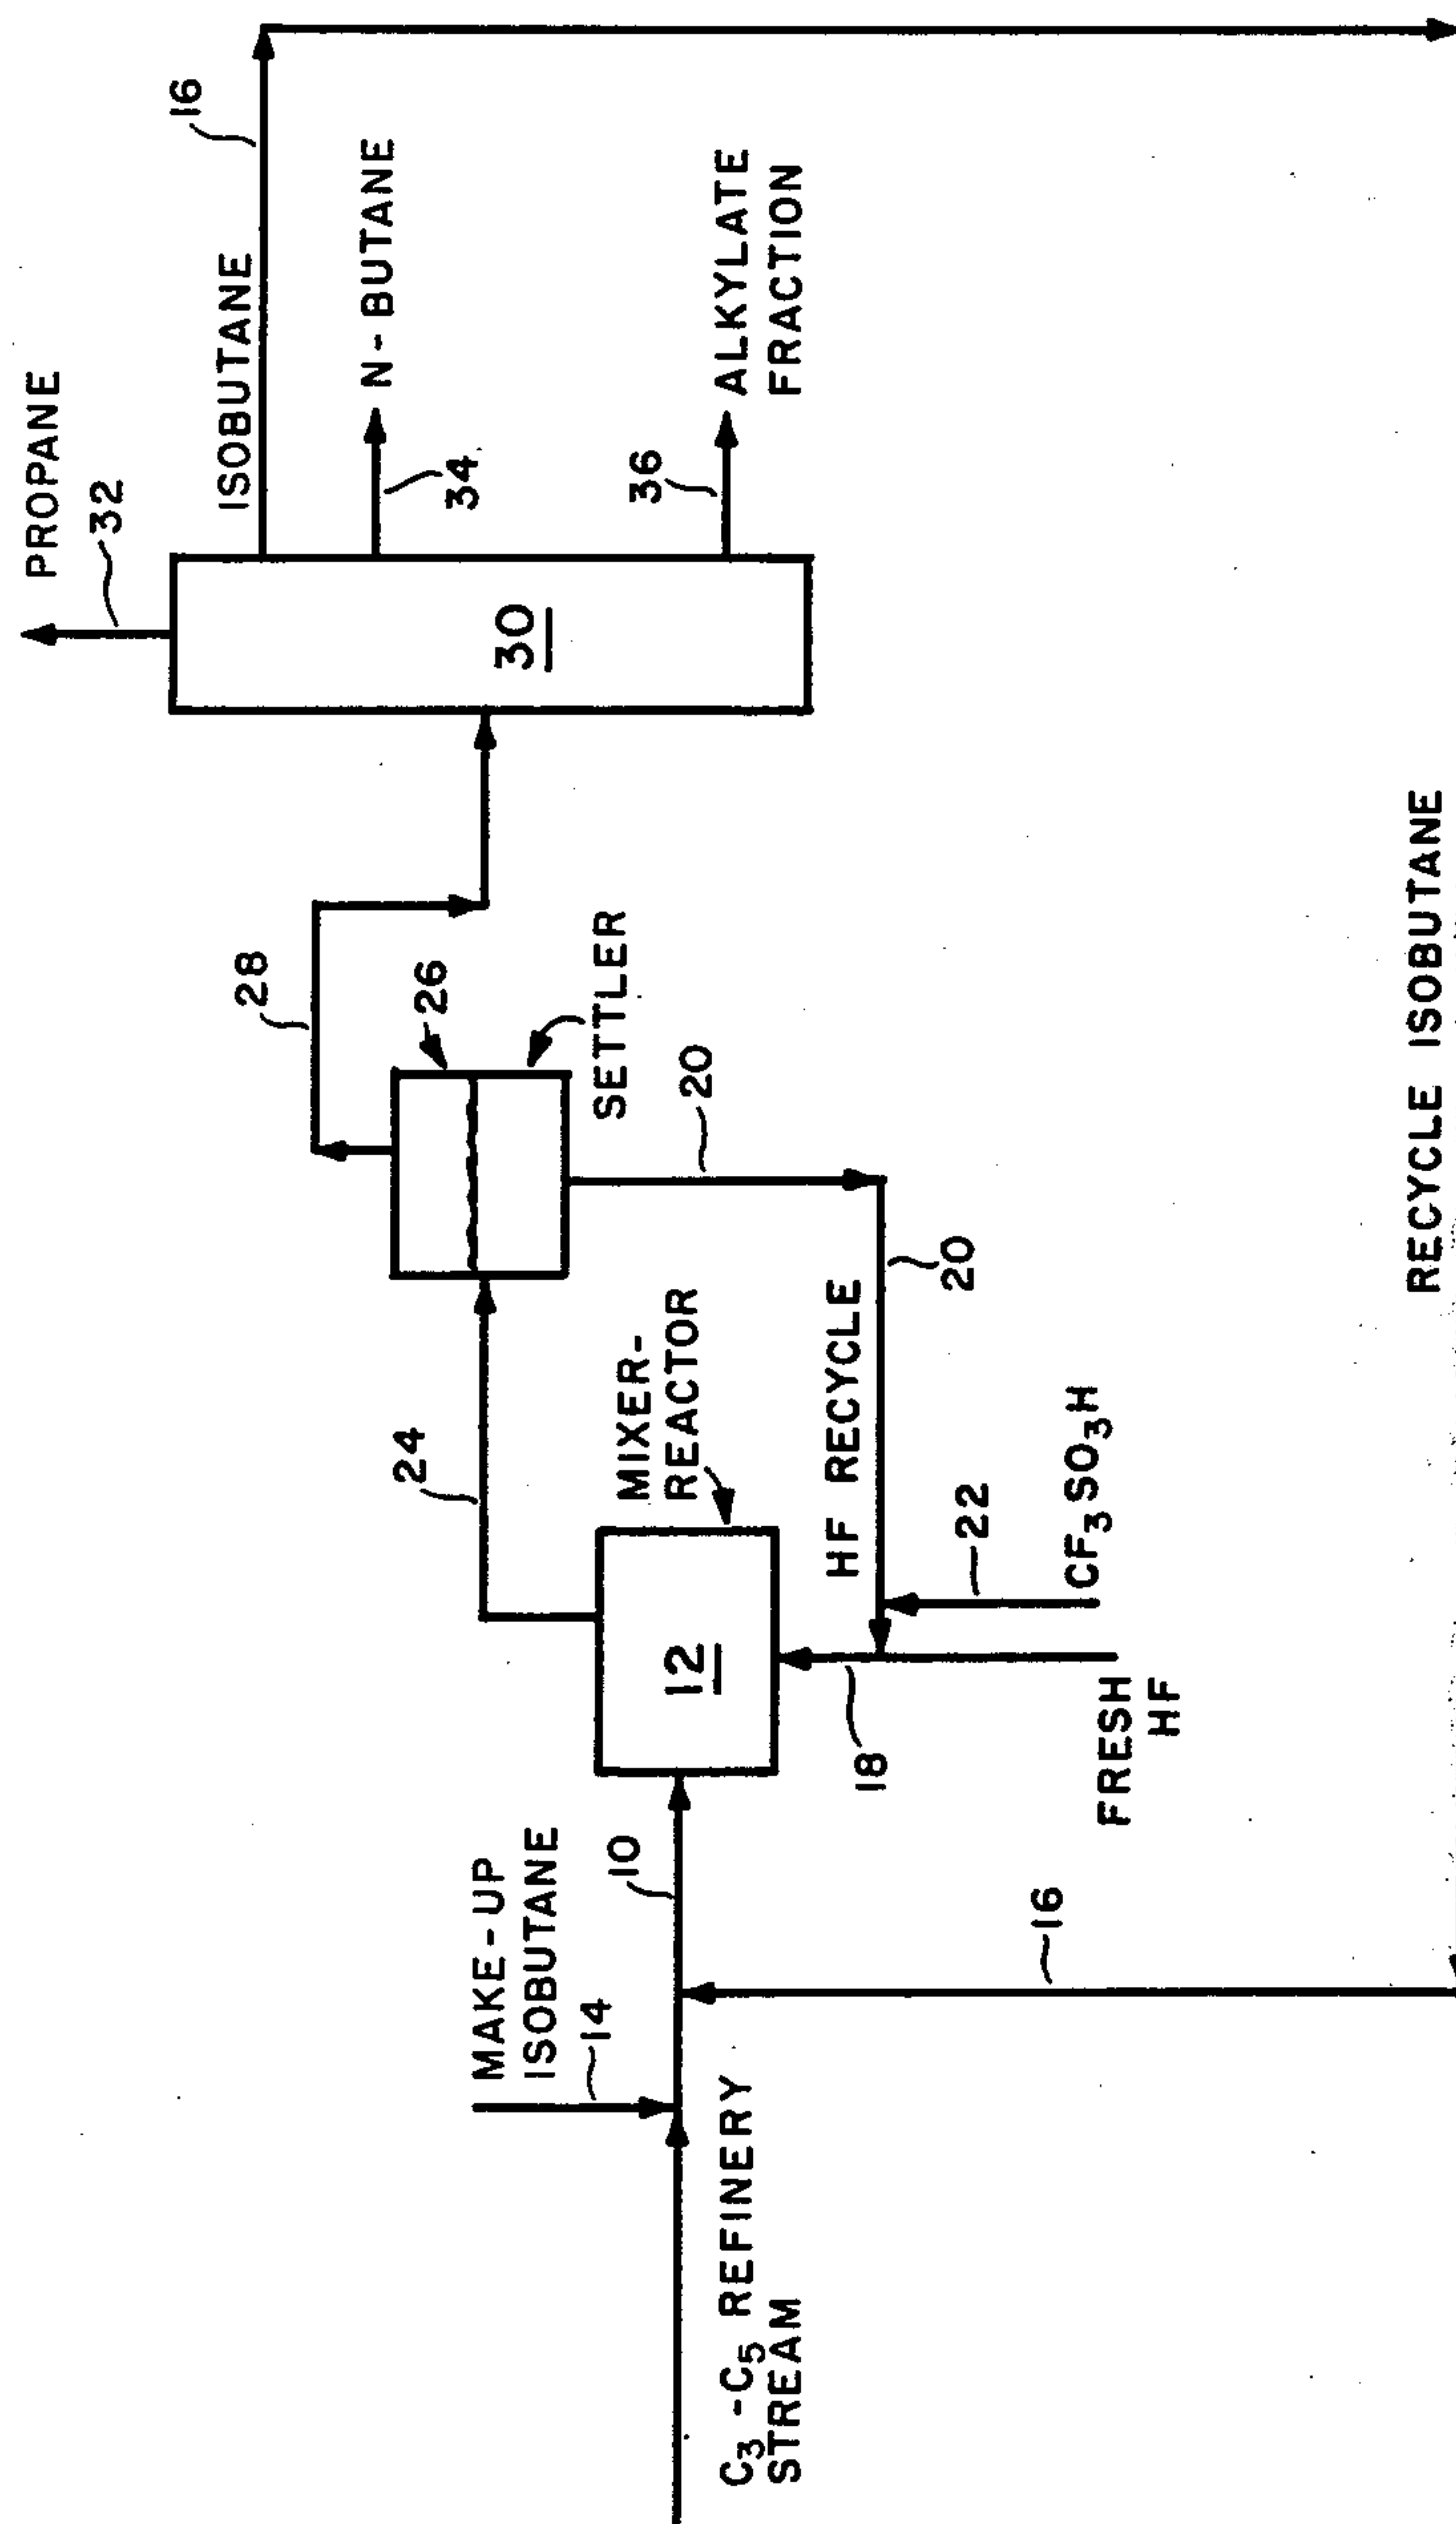 PROPANE
32
ISOBUTANE
16
N-BUTANE
34
36
ALKYLATE
FRACTION
30
28
26
SETTLER
24
20
MIXER-
REACTOR
12
HF RECYCLE
20
22
CF₃SO₃H
18
FRESH
HF
MAKE-UP
ISOBUTANE
14
10
16
C₃-C₅ REFINERY
STREAM
RECYCLE ISOBUTANE